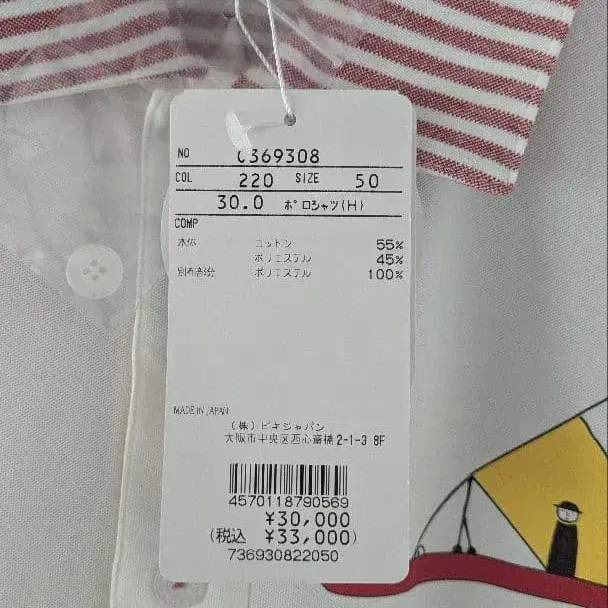 NO 0369308
COL 220 SIZE 50
30.0 ポロシャツ(H)
COMP
本体 コットン 55%
ポリエステル 45%
別布部分 ポリエステル 100%
MADE IN JAPAN
(株)ビキジャパン
大阪市中央区西心斎橋2-1-3 8F
4570118790569
¥30,000
(税込 ¥33,000)
736930822050